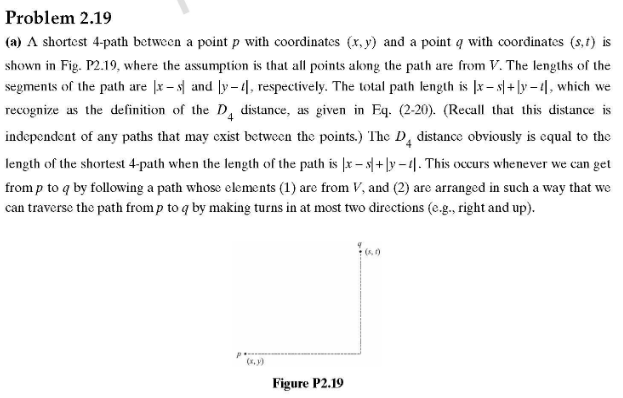 Problem 2.19
(a) A shortest 4-path between a point p with coordinates (x, y) and a point q with coordinates (s, t) is
shown in Fig. P2.19, where the assumption is that all points along the path are from V. The lengths of the
segments of the path are |x − s| and |y − t|, respectively. The total path length is |x − s| + |y − t|, which we
recognize as the definition of the D₄ distance, as given in Eq. (2-20). (Recall that this distance is
independent of any paths that may exist between the points.) The D₄ distance obviously is equal to the
length of the shortest 4-path when the length of the path is |x − s| + |y − t|. This occurs whenever we can get
from p to q by following a path whose elements (1) are from V, and (2) are arranged in such a way that we
can traverse the path from p to q by making turns in at most two directions (e.g., right and up).
q
(s, t)
p
(x, y)
Figure P2.19